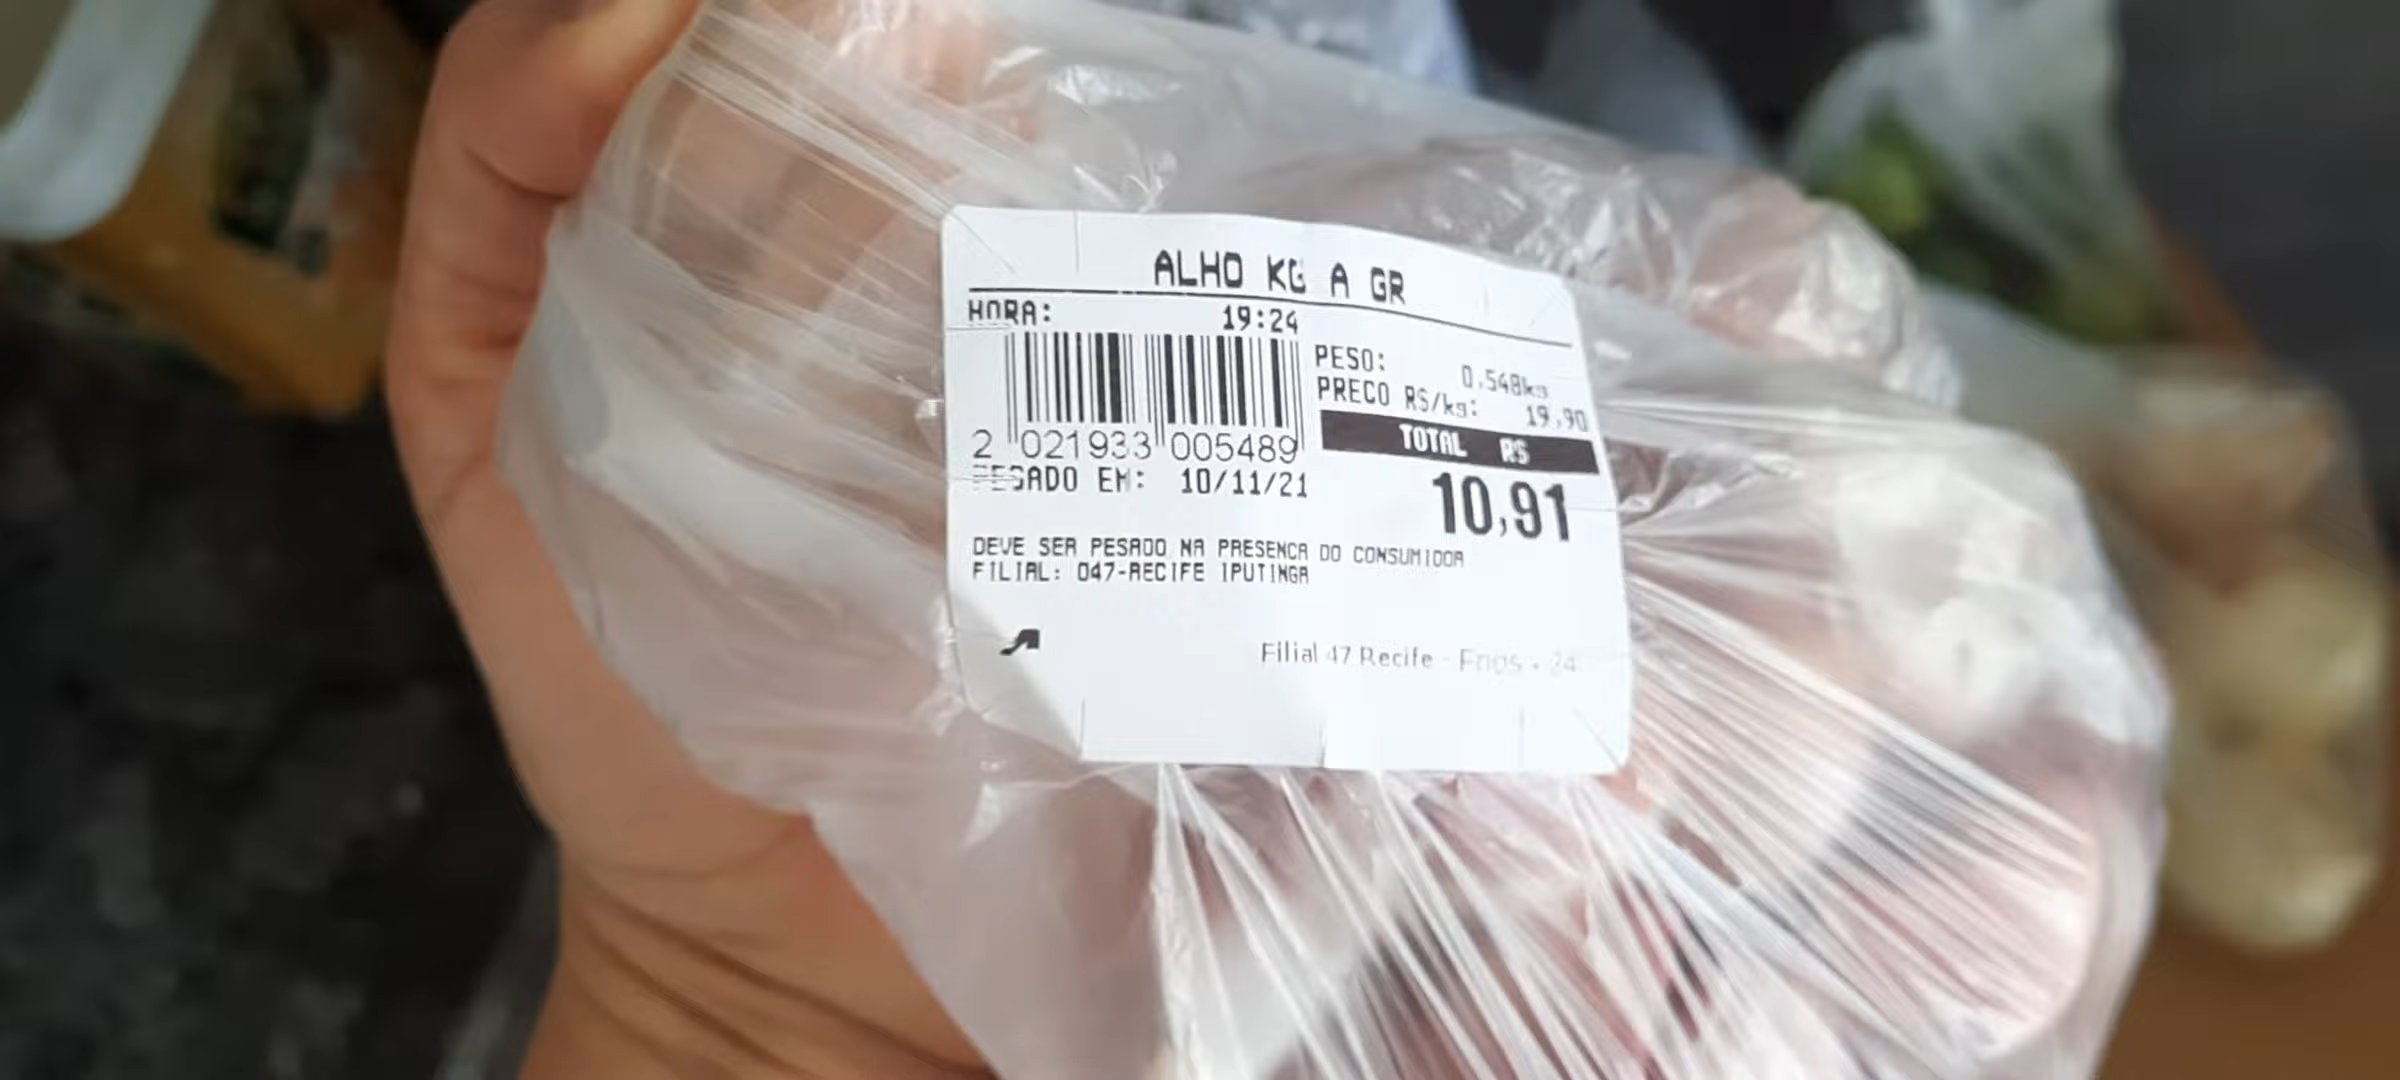 ALHO KG A GR
HORA: 19:24
PESO: 0,548kg
PRECO R$/kg: 19,90
TOTAL R$
10,91
2 021933 005489
PESADO EM: 10/11/21
DEVE SER PESADO NA PRESENCA DO CONSUMIDOR
FILIAL: 047-RECIFE IPUTINGA
Filial 47 Recife - - 24